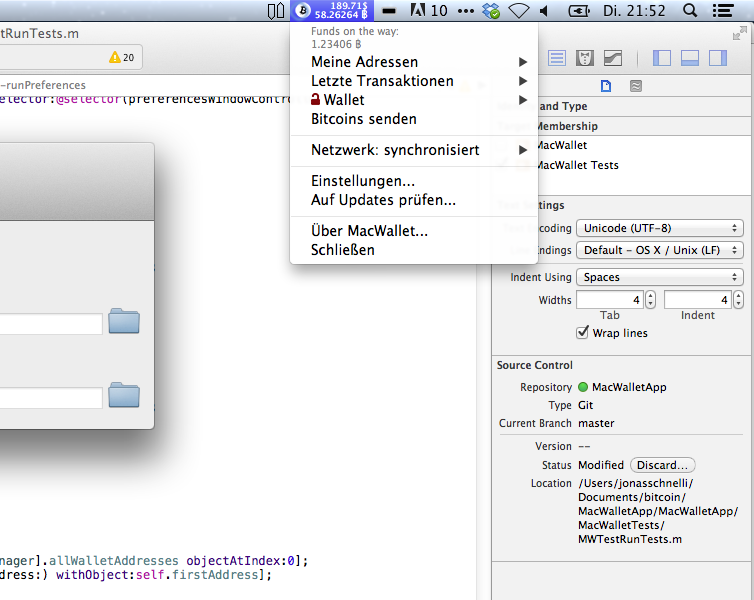 189.71$
58.26264 ฿
10
Di. 21:52
tRunTests.m
20
-runPreferences
elector:@selector(preferencesWindowContr
Funds on the way:
1.23406 ฿
Meine Adressen
Letzte Transaktionen
Wallet
Bitcoins senden
Netzwerk: synchronisiert
Einstellungen...
Auf Updates prüfen...
Über MacWallet...
Schließen
and Type
Membership
MacWallet
MacWallet Tests
ettings
oding Unicode (UTF-8)
Endings Default - OS X / Unix (LF)
Indent Using Spaces
Widths 4 4
Tab Indent
Wrap lines
Source Control
Repository MacWalletApp
Type Git
Current Branch master
Version --
Status Modified Discard...
Location /Users/jonasschnelli/
Documents/bitcoin/
MacWalletApp/MacWalletApp/
MacWalletTests/
MWTestRunTests.m
nager].allWalletAddresses objectAtIndex:0];
dress:) withObject:self.firstAddress];